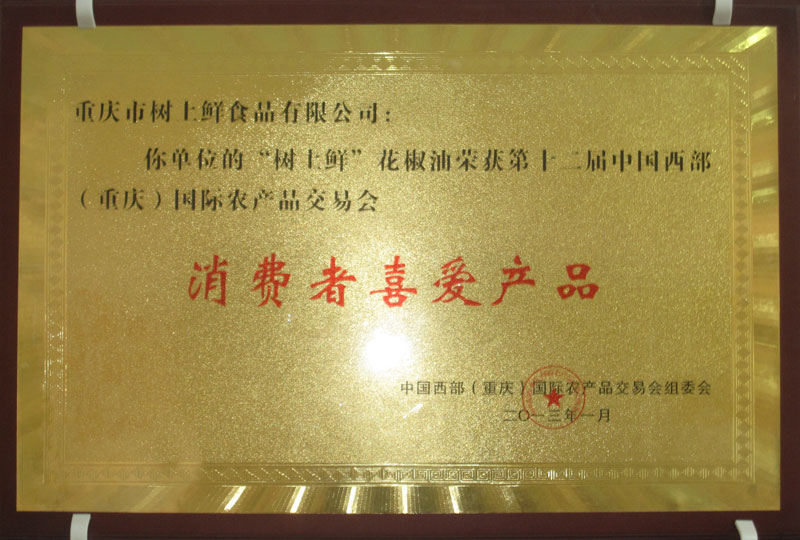 重庆市树上鲜食品有限公司：
你单位的“树上鲜”花椒油荣获第十二届中国西部
（重庆）国际农产品交易会
消费者喜爱产品
中国西部（重庆）国际农产品交易会组委会
二〇一三年一月